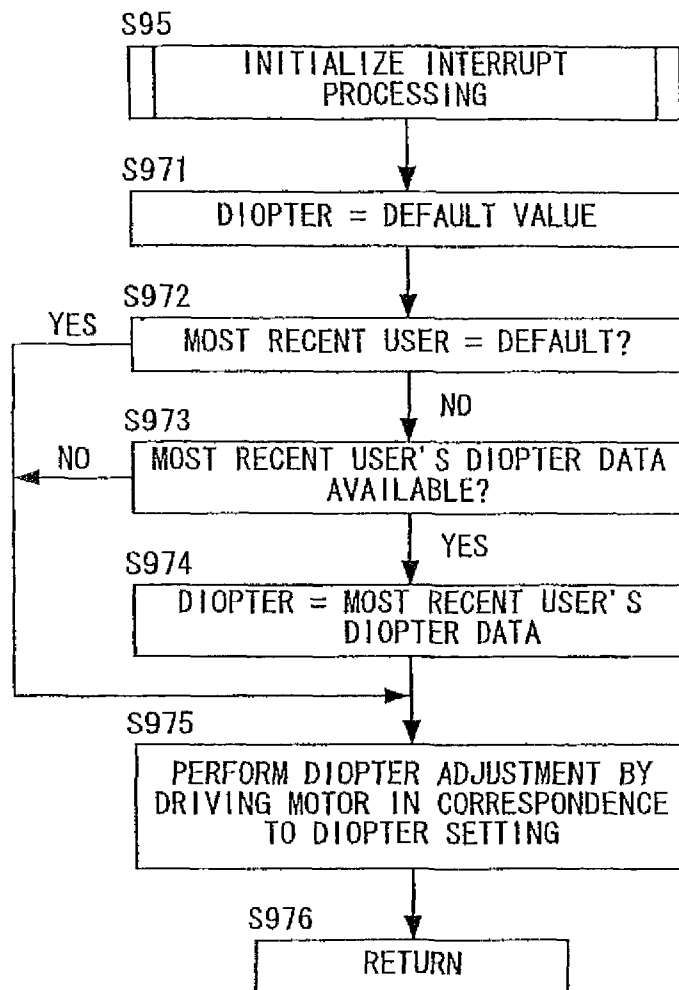 S95
INITIALIZE INTERRUPT
PROCESSING
S971
DIOPTER = DEFAULT VALUE
S972
YES
MOST RECENT USER = DEFAULT?
NO
S973
NO
MOST RECENT USER'S DIOPTER DATA
AVAILABLE?
YES
S974
DIOPTER = MOST RECENT USER'S
DIOPTER DATA
S975
PERFORM DIOPTER ADJUSTMENT BY
DRIVING MOTOR IN CORRESPONDENCE
TO DIOPTER SETTING
S976
RETURN